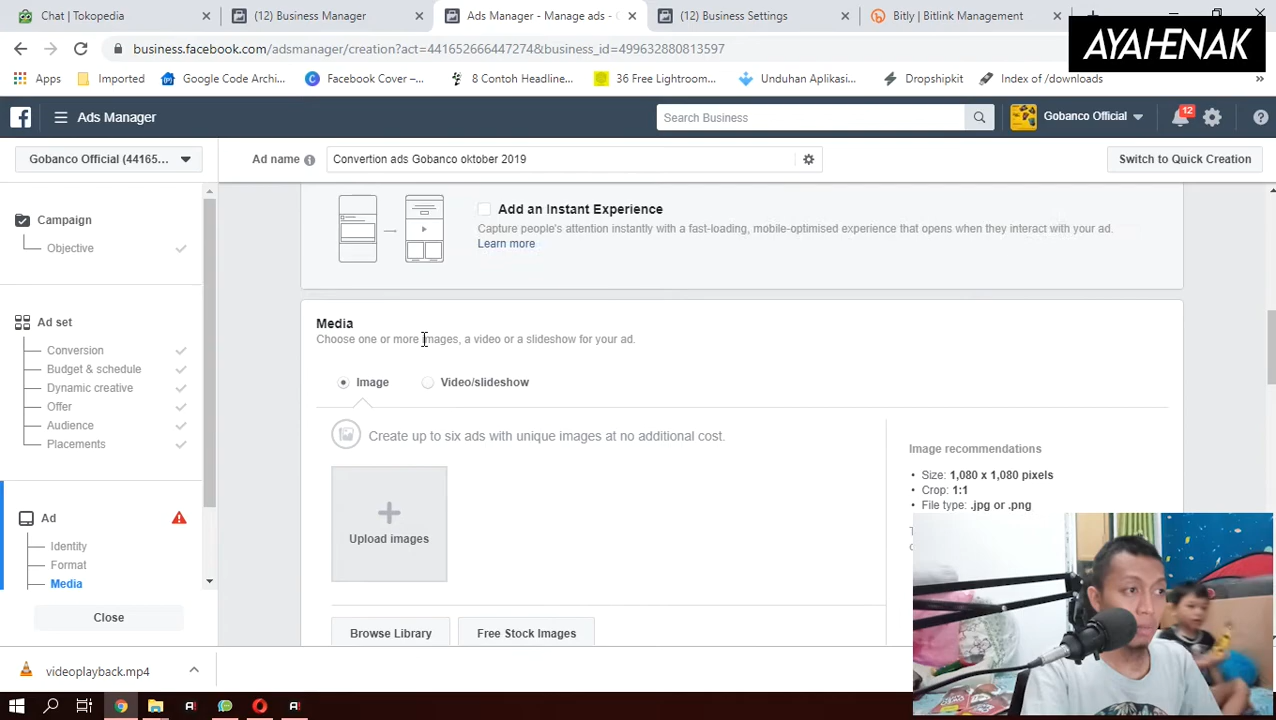 Chat | Tokopedia
(12) Business Manager
Ads Manager - Manage ads -
(12) Business Settings
Bitly | Bitlink Management
business.facebook.com/adsmanager/creation?act=441652666447274&business_id=499632880813597
AYAHENAK
Apps
Imported
Google Code Archi...
Facebook Cover –...
8 Contoh Headline...
36 Free Lightroom...
Unduhan Aplikasi...
Dropshipkit
Index of /downloads
Ads Manager
Search Business
Gobanco Official
12
Gobanco Official (44165...
Ad name
Convertion ads Gobanco oktober 2019
Switch to Quick Creation
Campaign
Objective
Ad set
Conversion
Budget & schedule
Dynamic creative
Offer
Audience
Placements
Ad
Identity
Format
Media
Close
Add an Instant Experience
Capture people's attention instantly with a fast-loading, mobile-optimised experience that opens when they interact with your ad.
Learn more
Media
Choose one or more images, a video or a slideshow for your ad.
Image
Video/slideshow
Create up to six ads with unique images at no additional cost.
Upload images
Browse Library
Free Stock Images
Image recommendations
• Size: 1,080 x 1,080 pixels
• Crop: 1:1
• File type: .jpg or .png
videoplayback.mp4